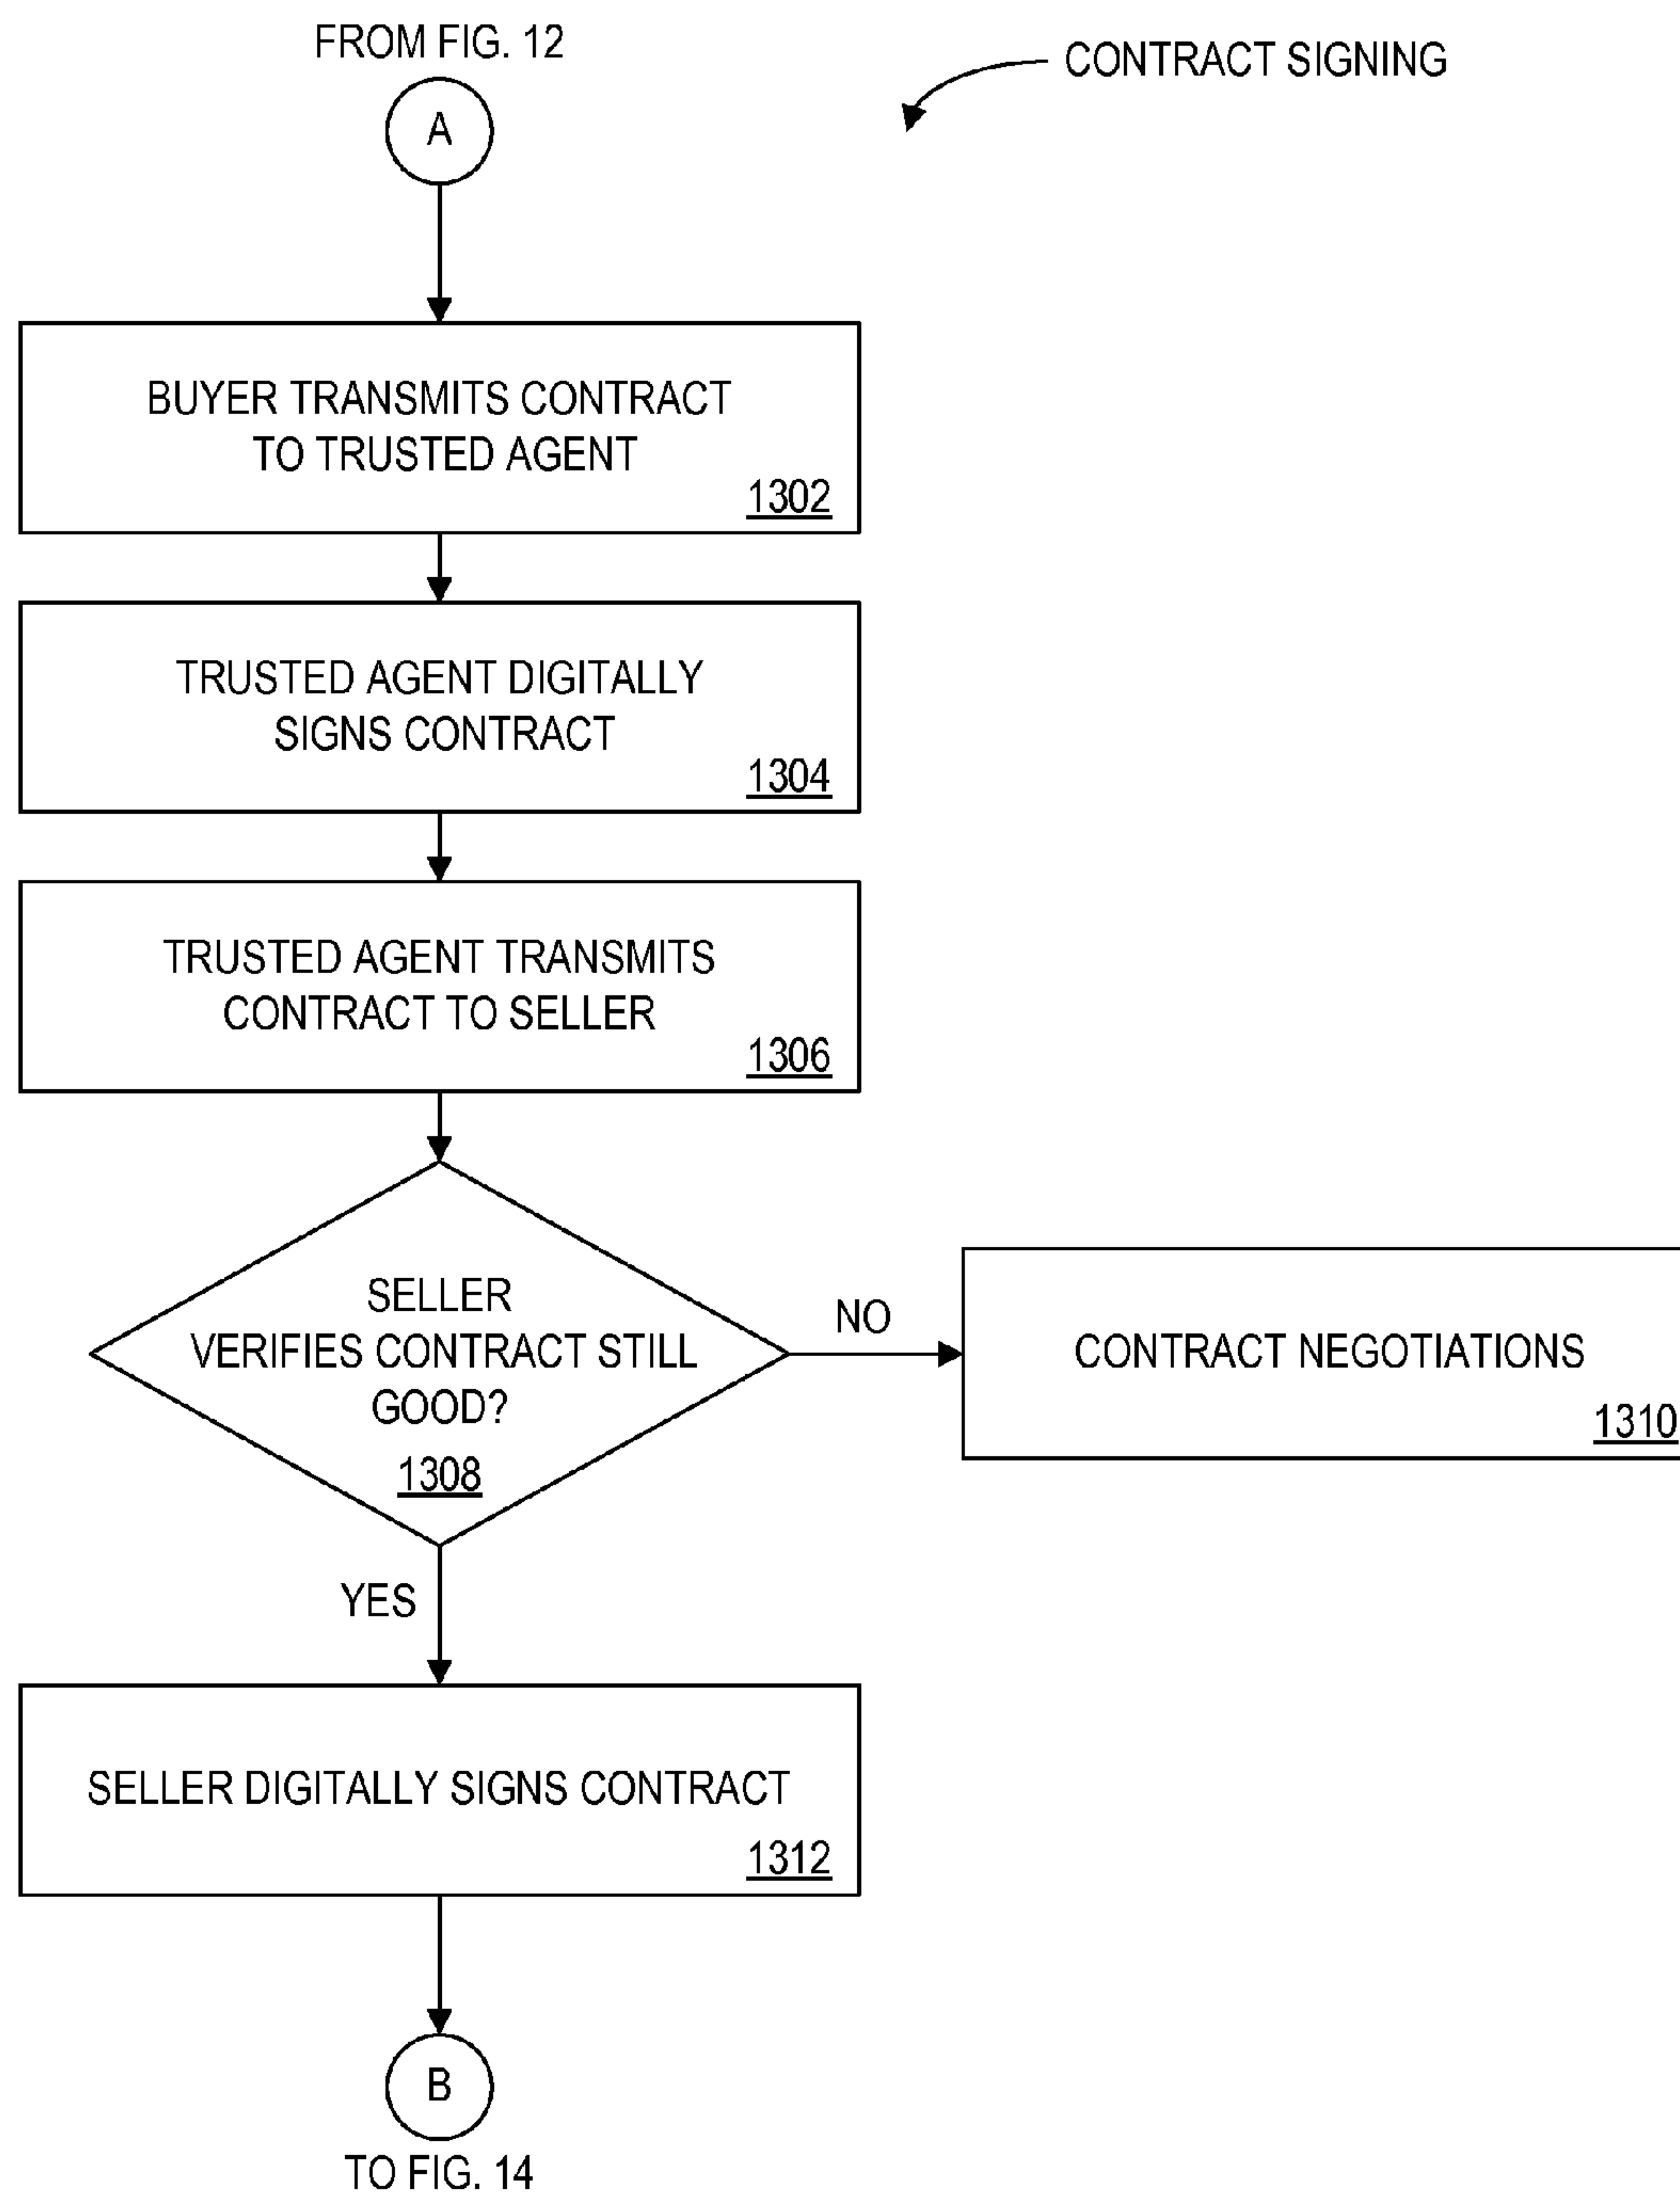 FROM FIG. 12
CONTRACT SIGNING
A
BUYER TRANSMITS CONTRACT
TO TRUSTED AGENT
1302
TRUSTED AGENT DIGITALLY
SIGNS CONTRACT
1304
TRUSTED AGENT TRANSMITS
CONTRACT TO SELLER
1306
SELLER
VERIFIES CONTRACT STILL
GOOD?
1308
NO
CONTRACT NEGOTIATIONS
1310
YES
SELLER DIGITALLY SIGNS CONTRACT
1312
B
TO FIG. 14